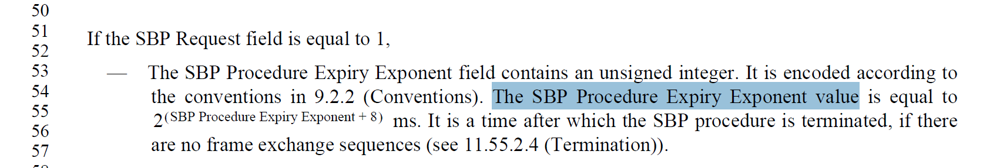 50
51
If the SBP Request field is equal to 1,
52
53 — The SBP Procedure Expiry Exponent field contains an unsigned integer. It is encoded according to
54 the conventions in 9.2.2 (Conventions). The SBP Procedure Expiry Exponent value is equal to
55
2(SBP Procedure Expiry Exponent + 8) ms. It is a time after which the SBP procedure is terminated, if there
56
57 are no frame exchange sequences (see 11.55.2.4 (Termination)).